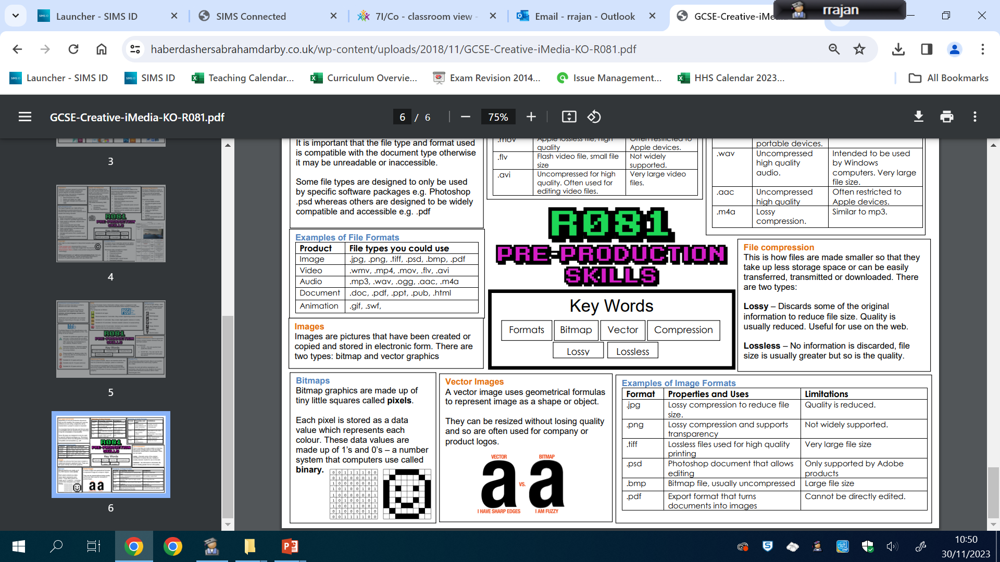 Launcher - SIMS ID
SIMS Connected
7I/Co - classroom view -
Email - rrajan - Outlook
GCSE-Creative-iMedia
rrajan
haberdashersabrahamdarby.co.uk/wp-content/uploads/2018/11/GCSE-Creative-iMedia-KO-R081.pdf
Launcher - SIMS ID
SIMS ID
Teaching Calendar...
Curriculum Overvie...
Exam Revision 2014...
Issue Management...
HHS Calendar 2023...
All Bookmarks
GCSE-Creative-iMedia-KO-R081.pdf
6 / 6
75%
3
4
5
6
It is important that the file type and format used
is compatible with the document type otherwise
it may be unreadable or inaccessible.
Some file types are designed to only be used
by specific software packages e.g. Photoshop
.psd whereas others are designed to be widely
compatible and accessible e.g. .pdf
.mov Apple lossless file, high Often restricted to
quality Apple devices.
.flv Flash video file, small file Not widely
size supported.
.avi Uncompressed for high Very large video
quality. Often used for files.
editing video files.
portable devices.
.wav Uncompressed Intended to be used
high quality by Windows
audio. computers. Very large
file size.
.aac Uncompressed Often restricted to
high quality Apple devices.
.m4a Lossy Similar to mp3.
compression.
Examples of File Formats
Product File types you could use
Image .jpg, .png, .tiff, .psd, .bmp, .pdf
Video .wmv, .mp4, .mov, .flv, .avi
Audio .mp3, .wav, .ogg, .aac, .m4a
Document .doc, .pdf, .ppt, .pub, .html
Animation .gif, .swf,
R081
PRE-PRODUCTION
SKILLS
Key Words
Formats Bitmap Vector Compression
Lossy Lossless
File compression
This is how files are made smaller so that they
take up less storage space or can be easily
transferred, transmitted or downloaded. There
are two types:
Lossy – Discards some of the original
information to reduce file size. Quality is
usually reduced. Useful for use on the web.
Lossless – No information is discarded, file
size is usually greater but so is the quality.
Images
Images are pictures that have been created or
copied and stored in electronic form. There are
two types: bitmap and vector graphics
Bitmaps
Bitmap graphics are made up of
tiny little squares called pixels.
Each pixel is stored as a data
value which represents each
colour. These data values are
made up of 1's and 0's – a number
system that computers use called
binary.
Vector Images
A vector image uses geometrical formulas
to represent image as a shape or object.
They can be resized without losing quality
and so are often used for company or
product logos.
VECTOR BITMAP
a VS. a
I HAVE SHARP EDGES I AM FUZZY
Examples of Image Formats
Format Properties and Uses Limitations
.jpg Lossy compression to reduce file Quality is reduced.
size.
.png Lossy compression and supports Not widely supported.
transparency
.tiff Lossless files used for high quality Very large file size
printing
.psd Photoshop document that allows Only supported by Adobe
editing products
.bmp Bitmap file, usually uncompressed Large file size
.pdf Export format that turns Cannot be directly edited.
documents into images
10:50
30/11/2023